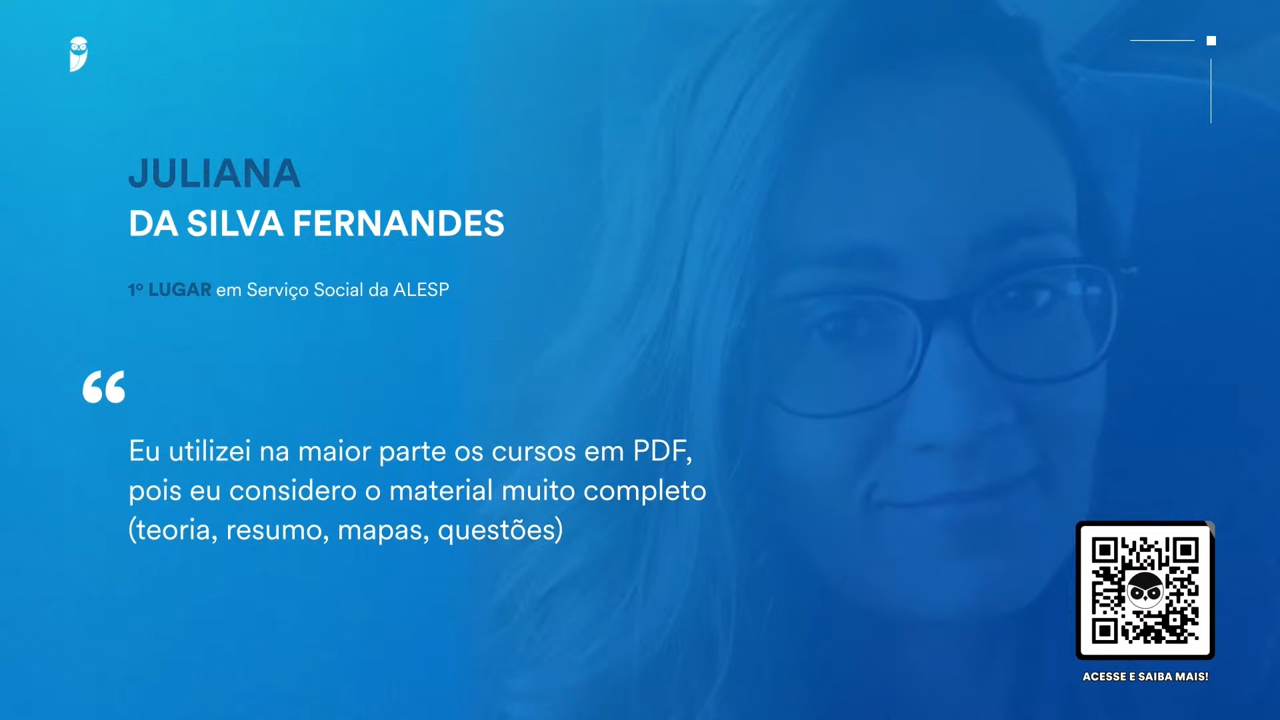 JULIANA
DA SILVA FERNANDES
1º LUGAR em Serviço Social da ALESP
“
Eu utilizei na maior parte os cursos em PDF,
pois eu considero o material muito completo
(teoria, resumo, mapas, questões)
ACESSE E SAIBA MAIS!